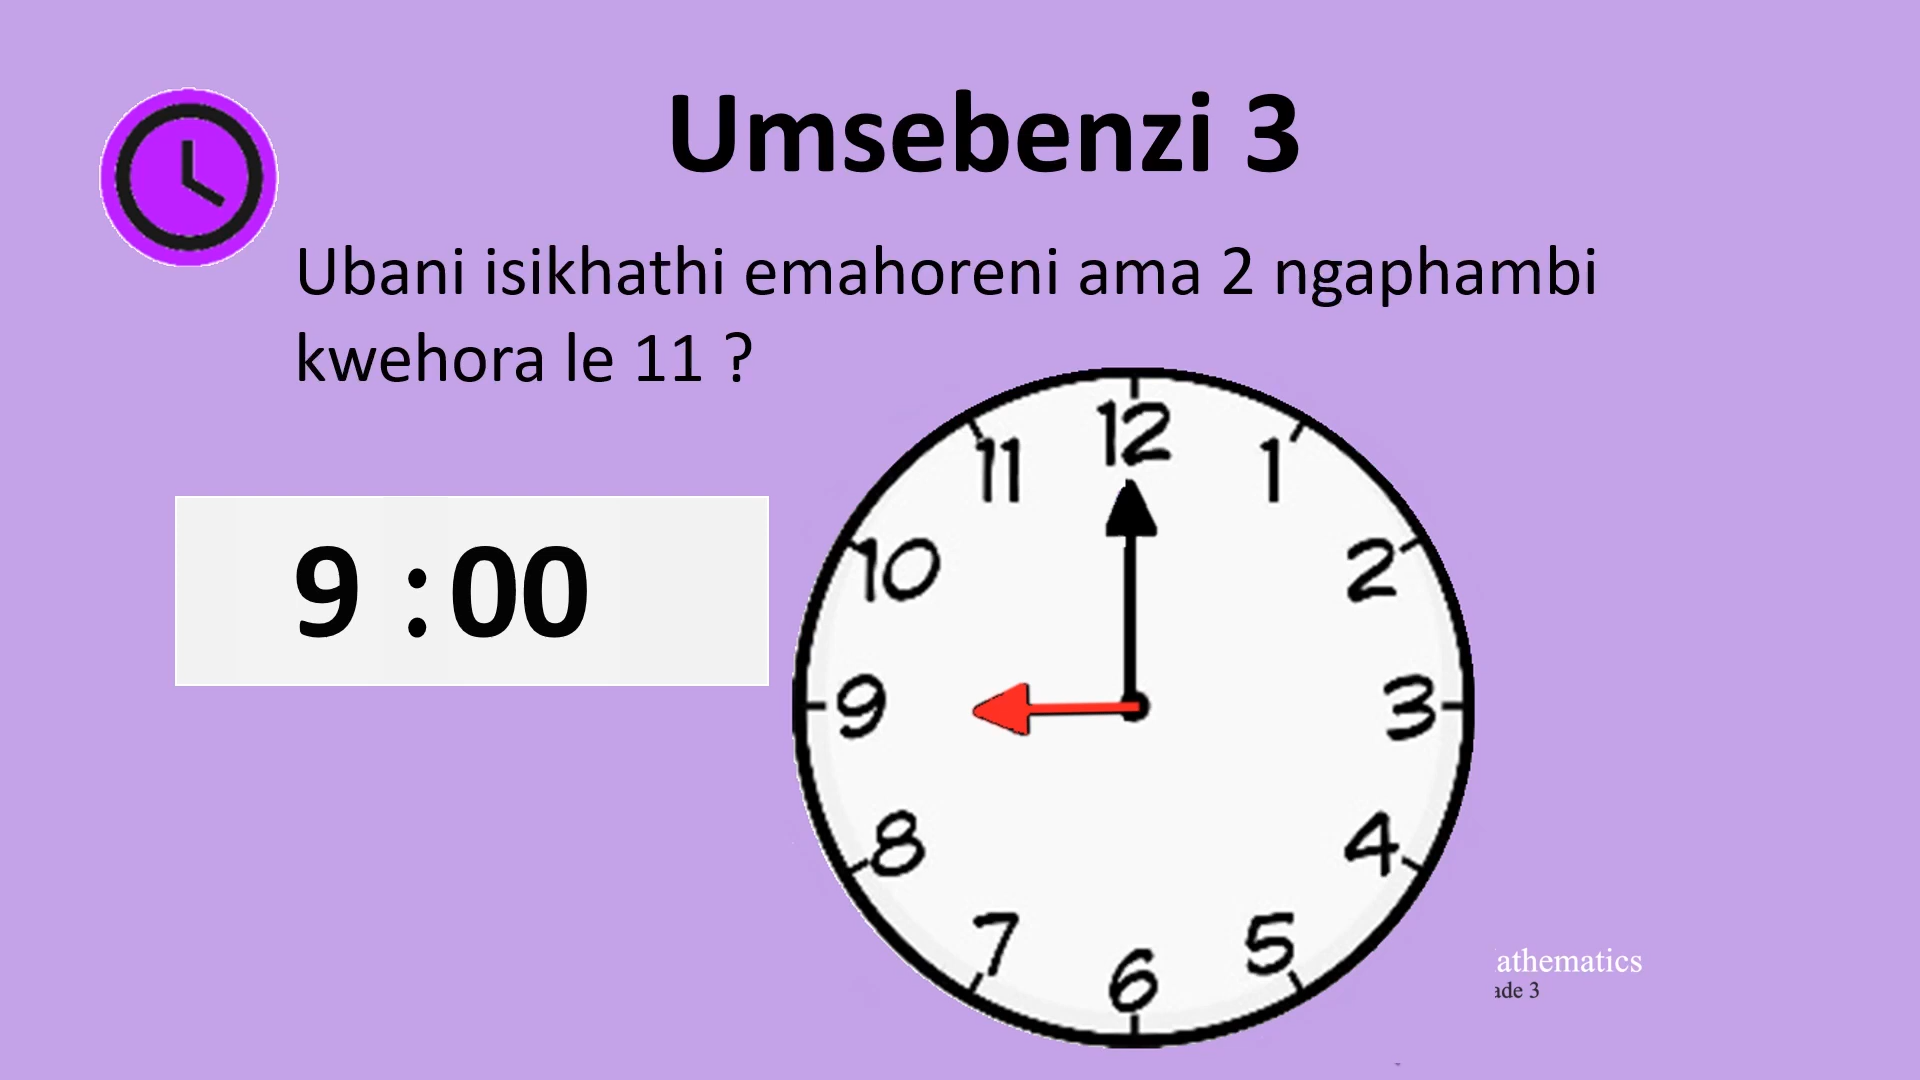 Umsebenzi 3
Ubani isikhathi emahoreni ama 2 ngaphambi
kwehora le 11 ?
9 :00
12
11
1
10
2
9
3
8
4
7
5
6
athematics
ade 3